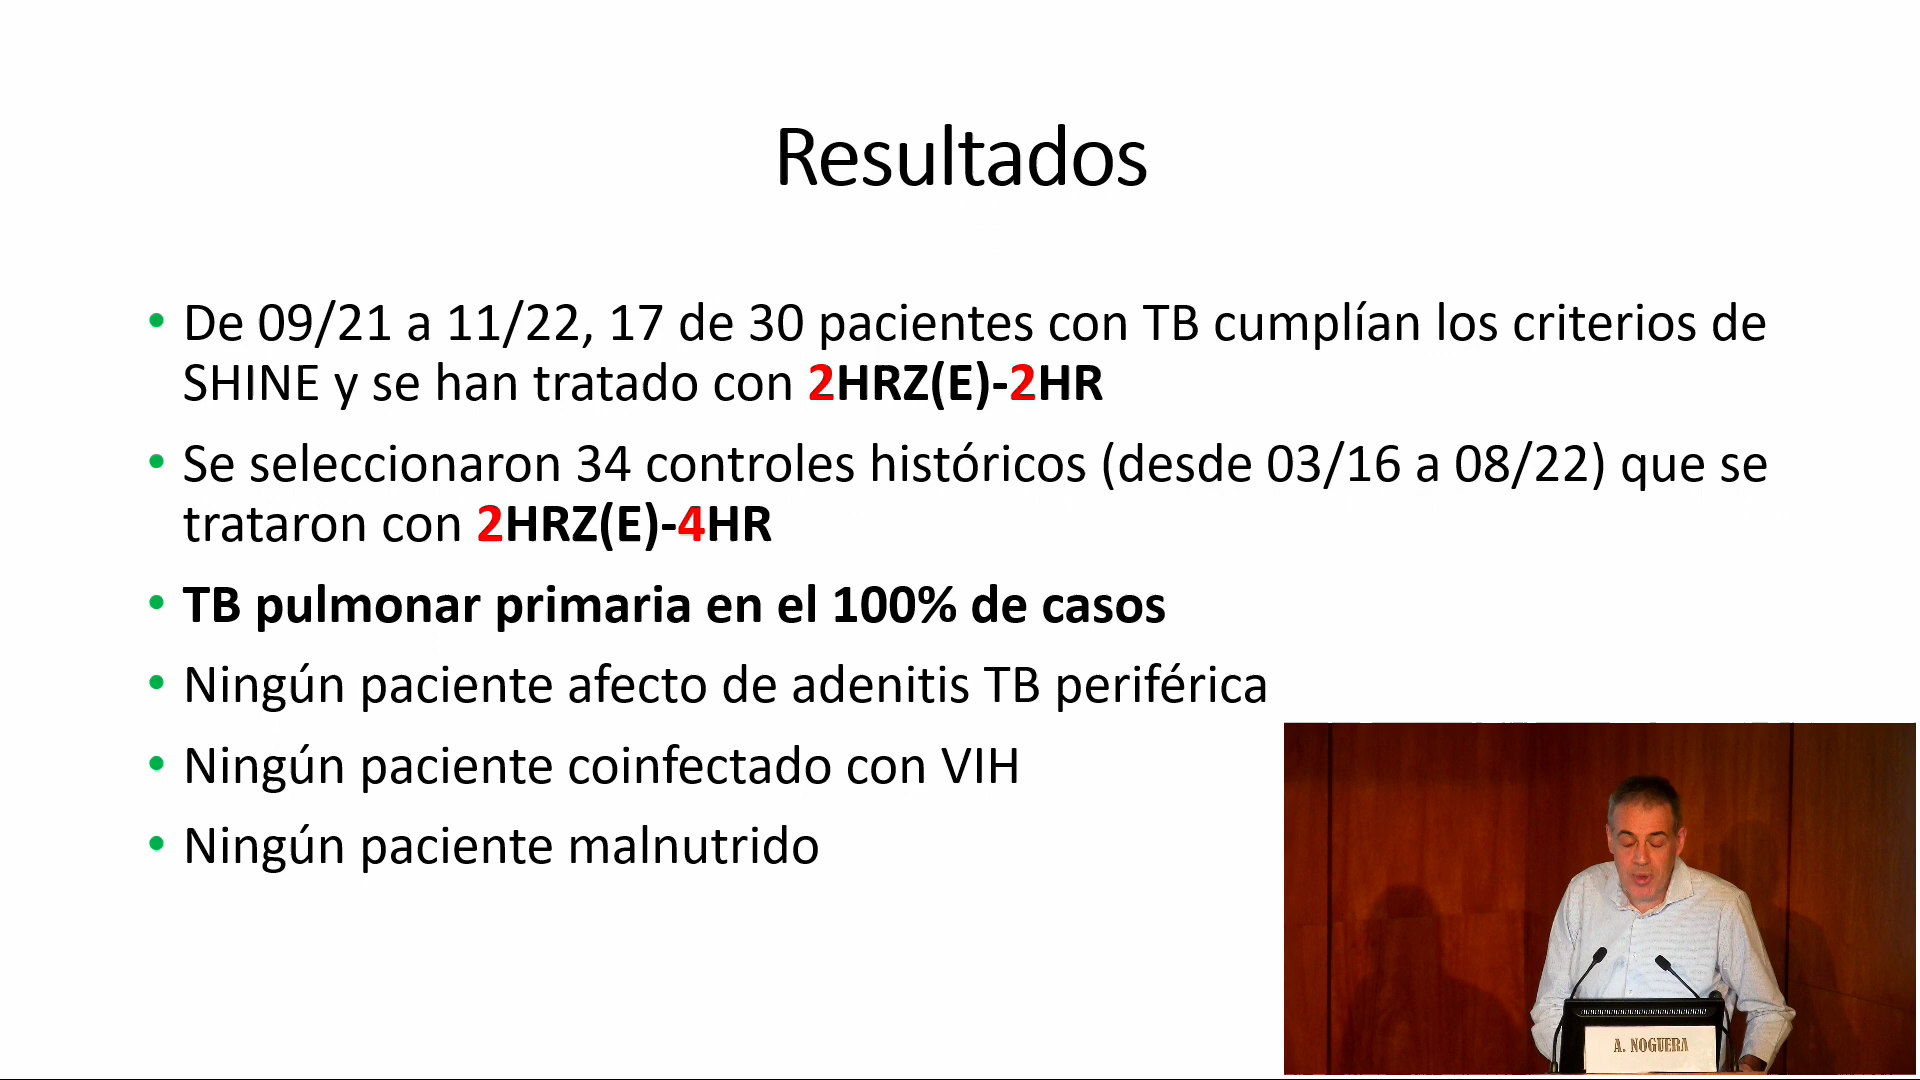 Resultados
• De 09/21 a 11/22, 17 de 30 pacientes con TB cumplían los criterios de
SHINE y se han tratado con 2HRZ(E)-2HR
• Se seleccionaron 34 controles históricos (desde 03/16 a 08/22) que se
trataron con 2HRZ(E)-4HR
• TB pulmonar primaria en el 100% de casos
• Ningún paciente afecto de adenitis TB periférica
• Ningún paciente coinfectado con VIH
• Ningún paciente malnutrido
A. NOGUERA